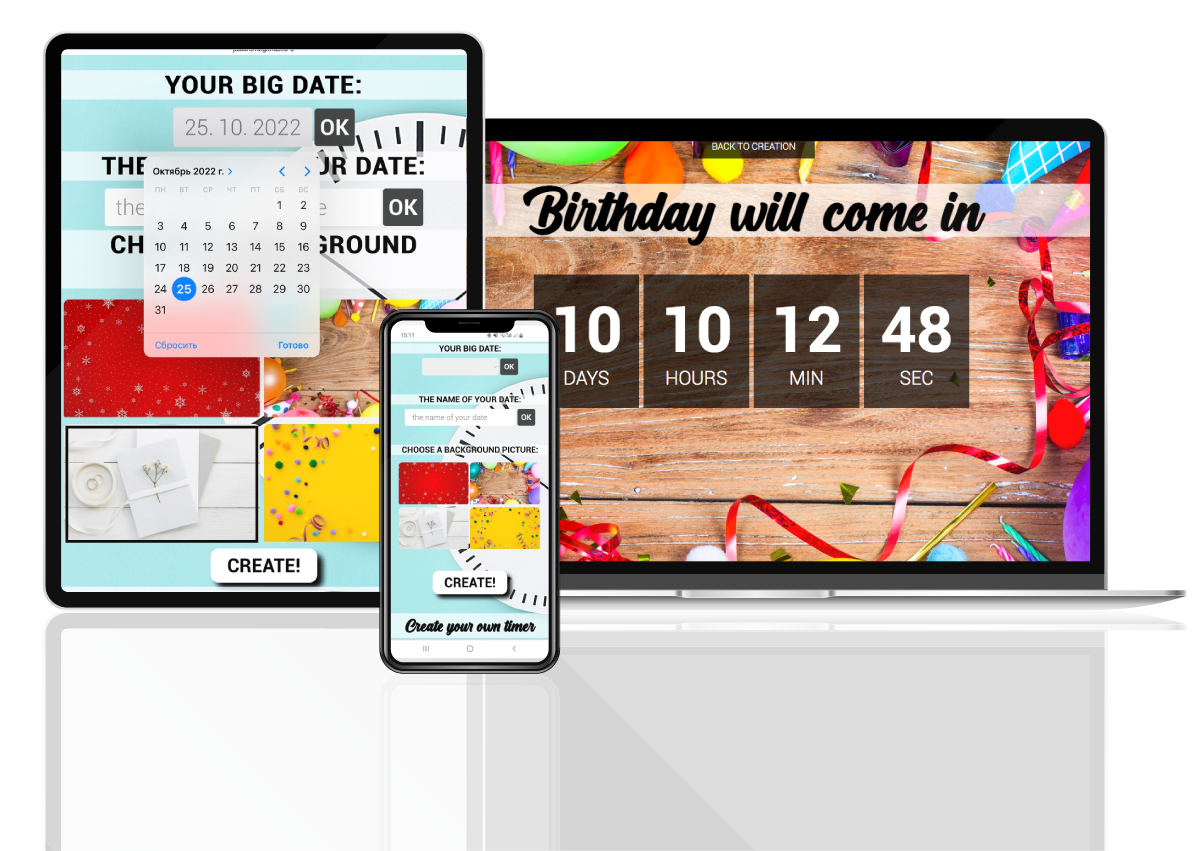 YOUR BIG DATE:
25. 10. 2022
OK
THE
UR DATE:
Октябрь 2022 г.
ПН ВТ СР ЧТ ПТ СБ ВС
1 2
3 4 5 6 7 8 9
10 11 12 13 14 15 16
17 18 19 20 21 22 23
24 25 26 27 28 29 30
31
Сбросить Готово
the
e
OK
CH
GROUND
CREATE!
15:11
YOUR BIG DATE:
OK
THE NAME OF YOUR DATE:
the name of your date
OK
CHOOSE A BACKGROUND PICTURE:
CREATE!
Create your own timer
BACK TO CREATION
Birthday will come in
10 10 12 48
DAYS HOURS MIN SEC